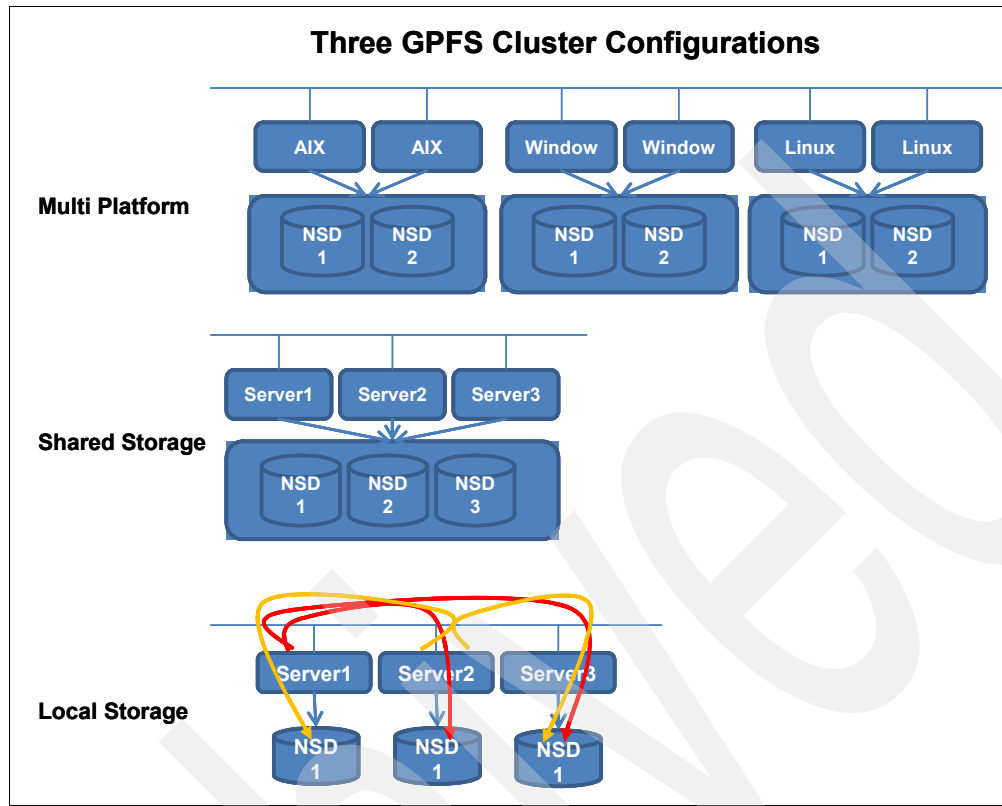 Three GPFS Cluster Configurations
AIX AIX Window Window Linux Linux
Multi Platform
NSD NSD NSD NSD NSD NSD
1 2 1 2 1 2
Server1 Server2 Server3
Shared Storage
NSD NSD NSD
1 2 3
Server1 Server2 Server3
Local Storage
NSD NSD NSD
1 1 1